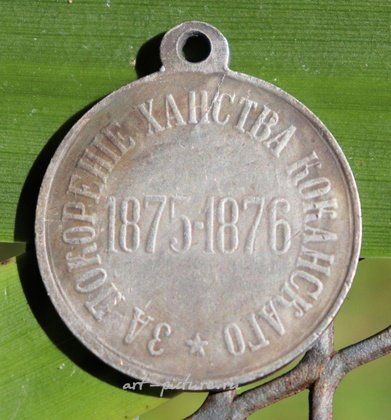 ЗА ПОКОРЕНІЕ ХАНСТВА КОКАНСКАГО
1875-1876
art-picture.ru